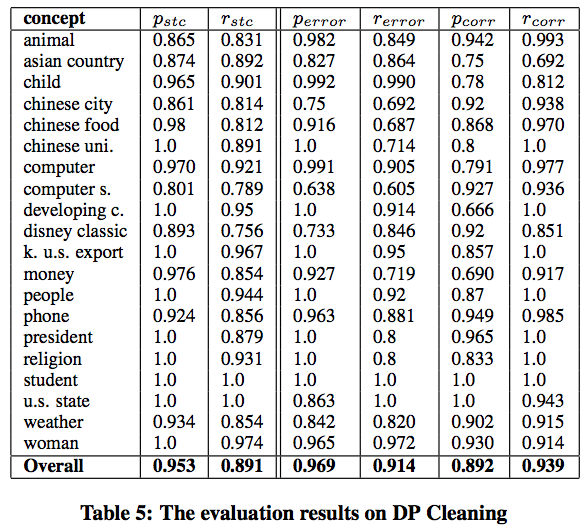 concept p_stc r_stc p_error r_error p_corr r_corr
animal 0.865 0.831 0.982 0.849 0.942 0.993
asian country 0.874 0.892 0.827 0.864 0.75 0.692
child 0.965 0.901 0.992 0.990 0.78 0.812
chinese city 0.861 0.814 0.75 0.692 0.92 0.938
chinese food 0.98 0.812 0.916 0.687 0.868 0.970
chinese uni. 1.0 0.891 1.0 0.714 0.8 1.0
computer 0.970 0.921 0.991 0.905 0.791 0.977
computer s. 0.801 0.789 0.638 0.605 0.927 0.936
developing c. 1.0 0.95 1.0 0.914 0.666 1.0
disney classic 0.893 0.756 0.733 0.846 0.92 0.851
k. u.s. export 1.0 0.967 1.0 0.95 0.857 1.0
money 0.976 0.854 0.927 0.719 0.690 0.917
people 1.0 0.944 1.0 0.92 0.87 1.0
phone 0.924 0.856 0.963 0.881 0.949 0.985
president 1.0 0.879 1.0 0.8 0.965 1.0
religion 1.0 0.931 1.0 0.8 0.833 1.0
student 1.0 1.0 1.0 1.0 1.0 1.0
u.s. state 1.0 1.0 0.863 1.0 1.0 0.943
weather 0.934 0.854 0.842 0.820 0.902 0.915
woman 1.0 0.974 0.965 0.972 0.930 0.914
Overall 0.953 0.891 0.969 0.914 0.892 0.939
Table 5: The evaluation results on DP Cleaning